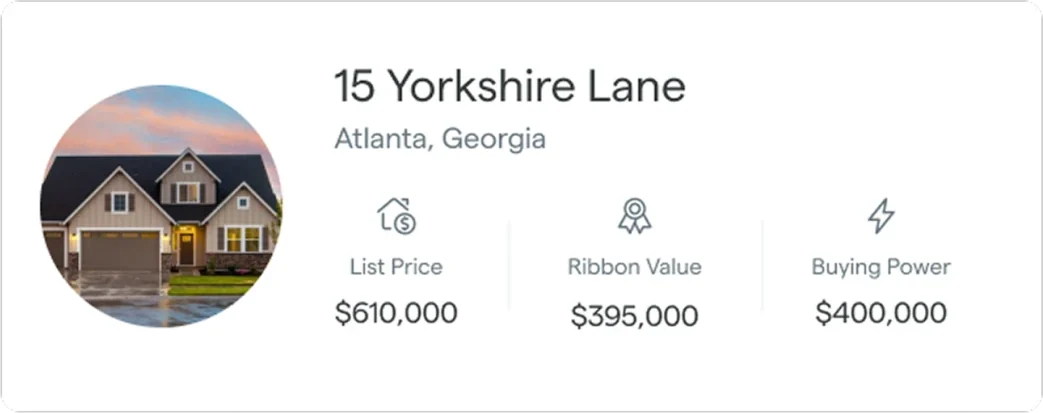 15 Yorkshire Lane
Atlanta, Georgia
List Price
$610,000
Ribbon Value
$395,000
Buying Power
$400,000